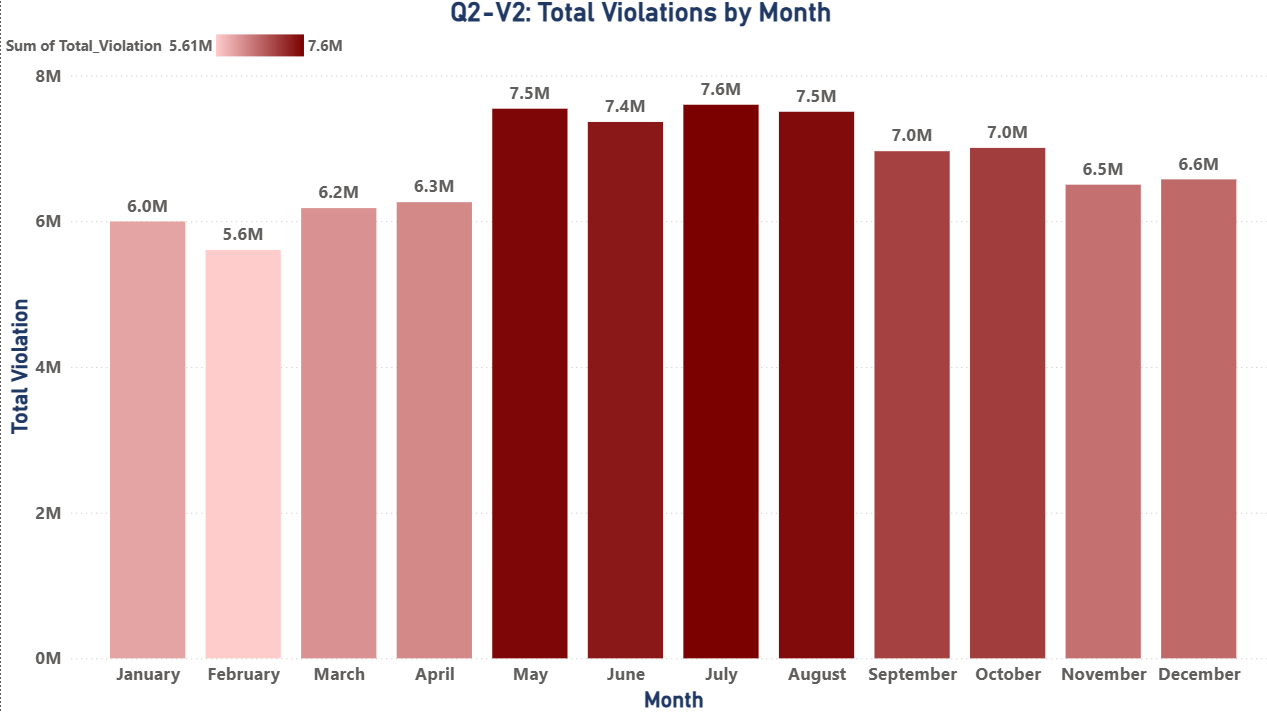 Q2-V2: Total Violations by Month
Sum of Total_Violation 5.61M 7.6M
8M
6M
4M
2M
0M
Total Violation
6.0M
5.6M
6.2M
6.3M
7.5M
7.4M
7.6M
7.5M
7.0M
7.0M
6.5M
6.6M
January February March April May June July August September October November December
Month